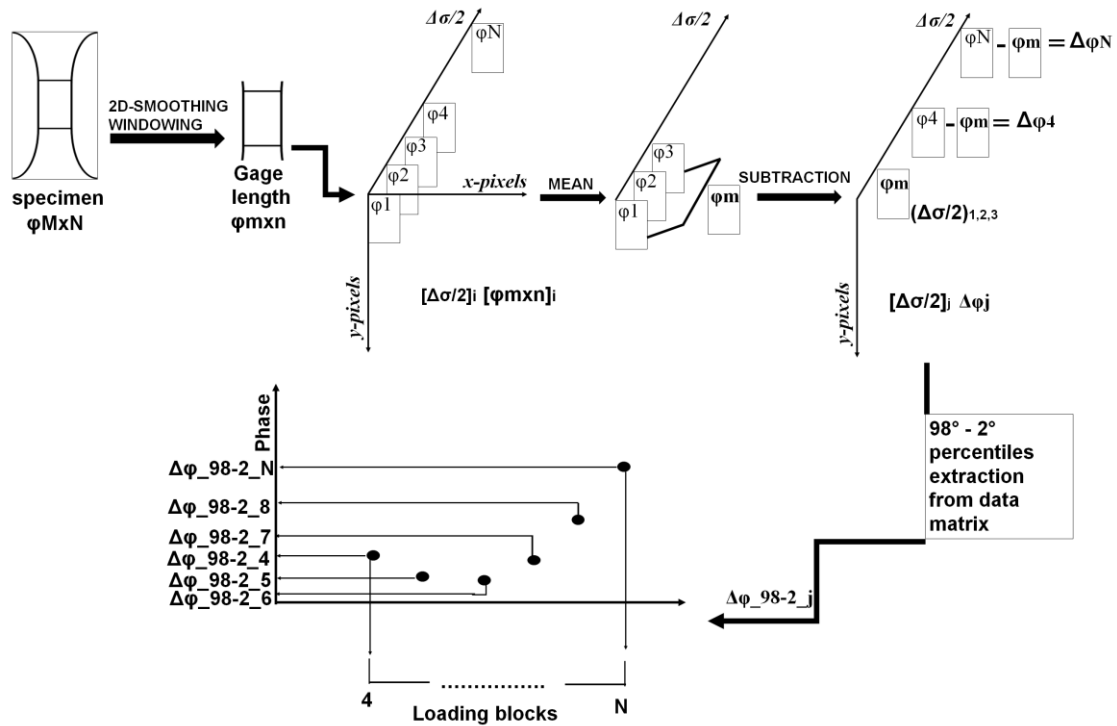 specimen
φMxN
2D-SMOOTHING
WINDOWING
Gage
length
φmxn
Δσ/2
φN
φ4
φ3
φ2
φ1
x-pixels
y-pixels
[Δσ/2]i [φmxn]i
MEAN
Δσ/2
φ3
φ2
φ1
φm
SUBTRACTION
Δσ/2
φN - φm = ΔφN
φ4 - φm = Δφ4
φm
(Δσ/2)1,2,3
y-pixels
[Δσ/2]j Δφj
98° - 2°
percentiles
extraction
from data
matrix
Δφ_98-2_j
Phase
Δφ_98-2_N
Δφ_98-2_8
Δφ_98-2_7
Δφ_98-2_4
Δφ_98-2_5
Δφ_98-2_6
4
N
Loading blocks